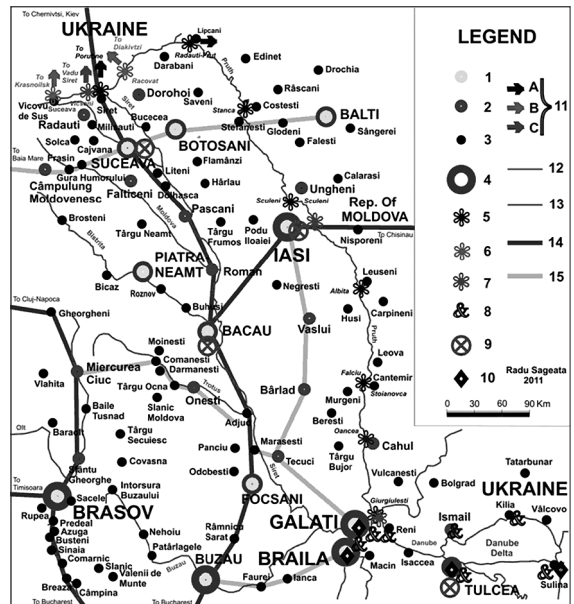 To Chernivtsi, Kiev
UKRAINE
To
Diakivtzi
Lipcani
Radauti-Prut
To
Porubne
To
Vadu
Siret
To
Krasnoilsk
Racovat
Vicsani
Darabani
Edinet
Drochia
Prut
Vicovu
de Sus
Suceava
Siret
Siret
Dorohoi
Saveni
Râscani
Stanca
Costesti
Radauti
Milisauti
Bucecea
Stefanesti
BALTI
Glodeni
Sângerei
Solca
Cajvana
BOTOSANI
Falesti
To
Baia Mare
Frasin
SUCEAVA
Flamânzi
Gura Humorului
Liteni
Câmpulung
Moldovenesc
Falticeni
Dolhasca
Hârlau
Calarasi
Ungheni
Sculeni
Sculeni
Rep. Of
MOLDOVA
Brosteni
Moldova
Pascani
Târgu Neamt
Târgu
Frumos
Podu
Iloaiei
IASI
Nisporeni
To Chisinau
Bistrita
PIATRA
NEAMT
Roman
Bicaz
Roznov
Buhusi
Negresti
Albita
Leuseni
Husi
Carpineni
To Cluj-Napoca
Gheorgheni
BACAU
Vaslui
Prut
Moinesti
Comanesti
Darmanesti
Leova
Miercurea
Ciuc
Vlahita
Târgu Ocna
Trotus
Onesti
Bârlad
Falciu
Cantemir
Stoianovca
Murgeni
Baile
Tusnad
Slanic
Moldova
Adjud
Beresti
Olt
Baraolt
Târgu
Secuiesc
Panciu
Marasesti
Oancea
Cahul
Târgu
Bujor
Tecuci
Siret
Sfântu
Gheorghe
Covasna
Odobesti
Vulcanesti
Bolgrad
Tatarbunar
To
Timisoara
Intorsura
Buzaului
FOCSANI
Giurgiulesti
UKRAINE
Sacele
BRASOV
Rupea
GALATI
Reni
Ismail
Kilia
Vâlcovo
Predeal
Azuga
Busteni
Sinaia
Nehoiu
Râmnicu
Sarat
Patârlagele
BRAILA
Danube
Danube
Delta
Comarnic
Slanic
BUZAU
Buzau
Macin
Isaccea
Breaza
Valenii de
Munte
Câmpina
Faurei
Ianca
TULCEA
Sulina
To Bucharest
To Bucharest
LEGEND
1
2
3
4
5
6
7
8
9
10
A
B
C
11
12
13
14
15
Radu Sageata
2011
0 30 60 90 Km